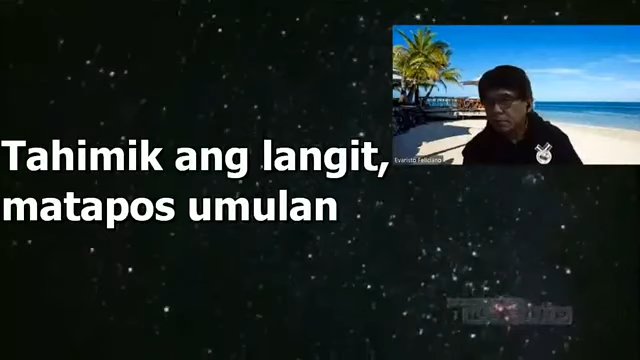 Tahimik ang langit,
matapos umulan
Evaristo Feliciano